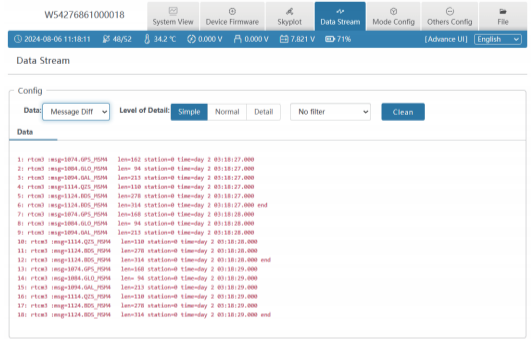 W54276861000018
System View
Device Firmware
Skyplot
Data Stream
Mode Config
Others Config
File
2024-08-06 11:18:11 48/52 34.2 ℃ 0.000 V 0.000 V 7.821 V 71% [Advance UI] English
Data Stream
Config
Data: Message Diff Level of Detail: Simple Normal Detail No filter Clean
Data
1: rtcm3 :msg=1074.GPS_MSM4 len=162 station=0 time=day 2 03:18:27.000
2: rtcm3 :msg=1084.GLO_MSM4 len= 94 station=0 time=day 2 03:18:27.000
3: rtcm3 :msg=1094.GAL_MSM4 len=213 station=0 time=day 2 03:18:27.000
4: rtcm3 :msg=1114.QZS_MSM4 len=110 station=0 time=day 2 03:18:27.000
5: rtcm3 :msg=1124.BDS_MSM4 len=278 station=0 time=day 2 03:18:27.000
6: rtcm3 :msg=1124.BDS_MSM4 len=314 station=0 time=day 2 03:18:27.000 end
7: rtcm3 :msg=1074.GPS_MSM4 len=168 station=0 time=day 2 03:18:28.000
8: rtcm3 :msg=1084.GLO_MSM4 len= 94 station=0 time=day 2 03:18:28.000
9: rtcm3 :msg=1094.GAL_MSM4 len=213 station=0 time=day 2 03:18:28.000
10: rtcm3 :msg=1114.QZS_MSM4 len=110 station=0 time=day 2 03:18:28.000
11: rtcm3 :msg=1124.BDS_MSM4 len=278 station=0 time=day 2 03:18:28.000
12: rtcm3 :msg=1124.BDS_MSM4 len=314 station=0 time=day 2 03:18:28.000 end
13: rtcm3 :msg=1074.GPS_MSM4 len=168 station=0 time=day 2 03:18:29.000
14: rtcm3 :msg=1084.GLO_MSM4 len= 94 station=0 time=day 2 03:18:29.000
15: rtcm3 :msg=1094.GAL_MSM4 len=213 station=0 time=day 2 03:18:29.000
16: rtcm3 :msg=1114.QZS_MSM4 len=110 station=0 time=day 2 03:18:29.000
17: rtcm3 :msg=1124.BDS_MSM4 len=278 station=0 time=day 2 03:18:29.000
18: rtcm3 :msg=1124.BDS_MSM4 len=314 station=0 time=day 2 03:18:29.000 end